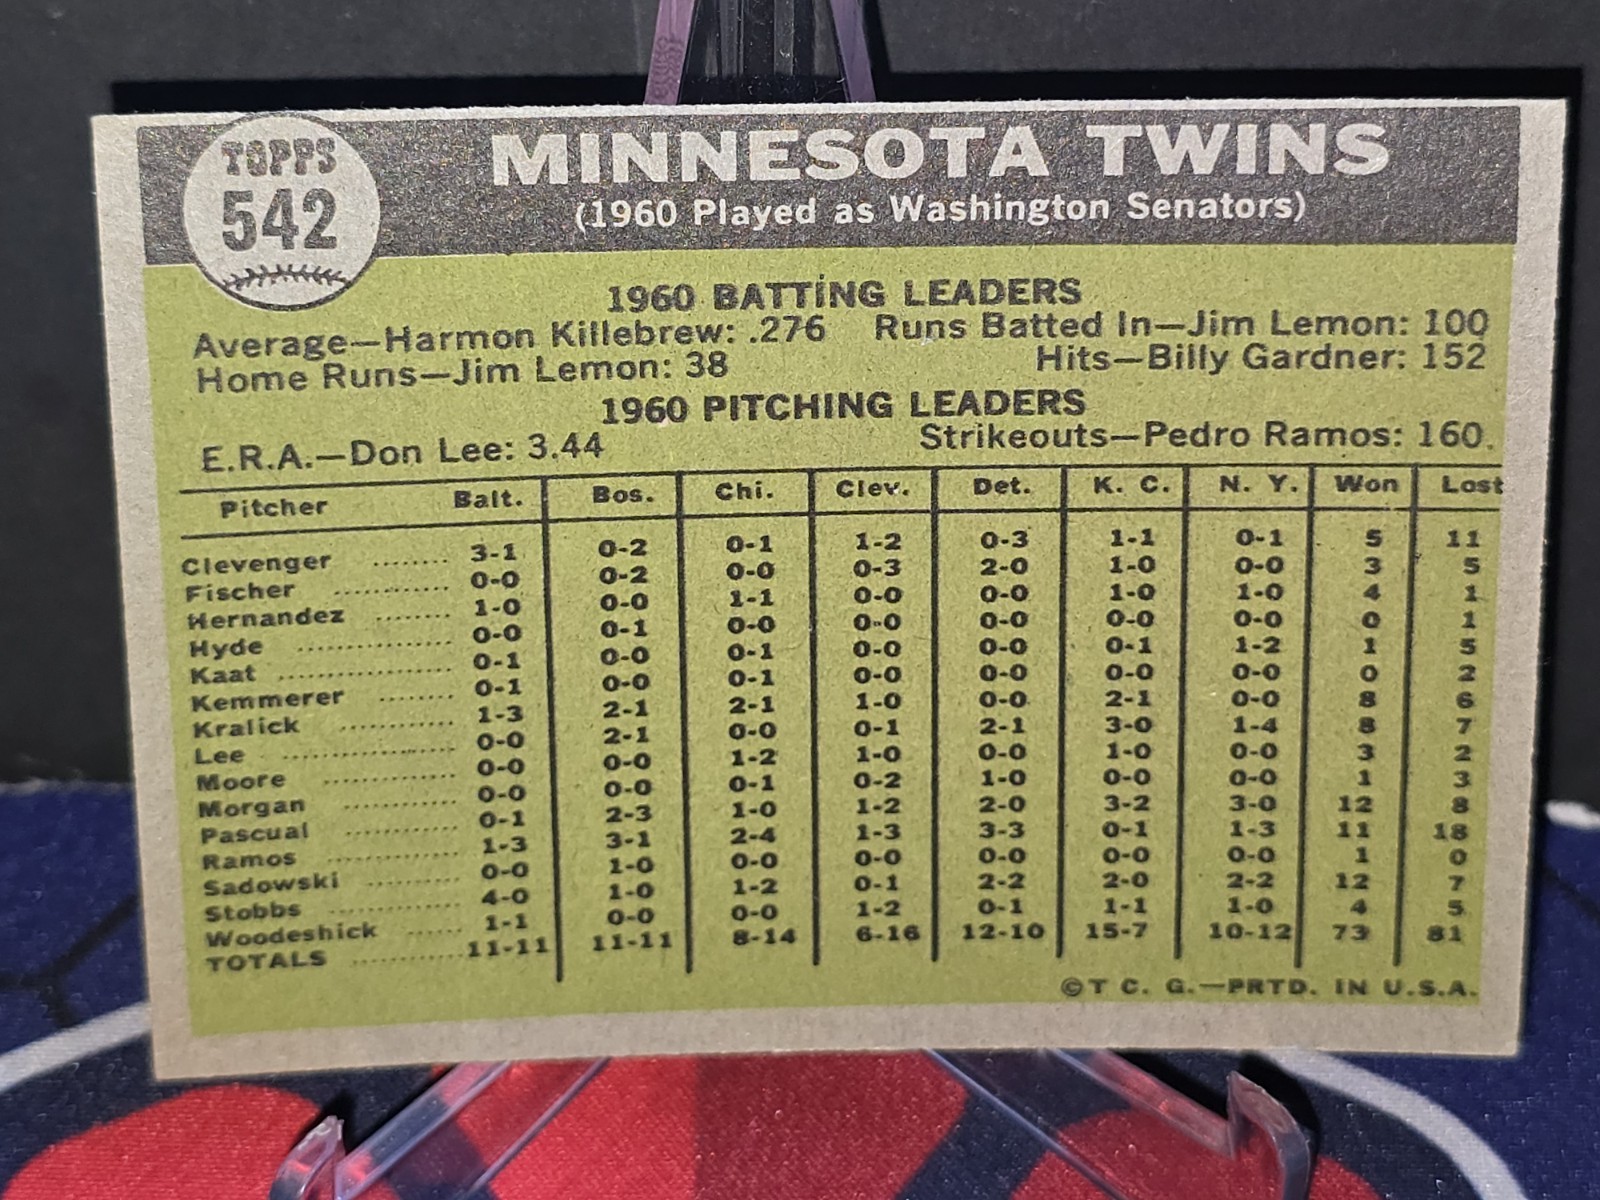 TOPPS
542
MINNESOTA TWINS
(1960 Played as Washington Senators)
1960 BATTING LEADERS
Average—Harmon Killebrew: .276 Runs Batted In—Jim Lemon: 100
Home Runs—Jim Lemon: 38 Hits—Billy Gardner: 152
1960 PITCHING LEADERS
E.R.A.—Don Lee: 3.44 Strikeouts—Pedro Ramos: 160.
Pitcher Balt. Bos. Chi. Clev. Det. K. C. N. Y. Won Lost
Clevenger ........ 3-1 0-2 0-1 1-2 0-3 1-1 0-1 5 11
Fischer ............ 0-0 0-2 0-0 0-3 2-0 1-0 0-0 3 5
Hernandez ........ 1-0 0-0 1-1 0-0 0-0 1-0 1-0 4 1
Hyde ................ 0-0 0-1 0-0 0-0 0-0 0-0 0-0 0 1
Kaat .................. 0-1 0-0 0-1 0-0 0-0 0-1 1-2 1 5
Kemmerer ........ 0-1 0-0 0-1 0-0 0-0 0-0 0-0 0 2
Kralick ............ 1-3 2-1 2-1 1-0 0-0 2-1 0-0 8 6
Lee .................. 0-0 2-1 0-0 0-1 2-1 3-0 1-4 8 7
Moore .............. 0-0 0-0 1-2 1-0 0-0 1-0 0-0 3 2
Morgan ............ 0-0 0-0 0-1 0-2 1-0 0-0 0-0 1 3
Pascual ............ 0-1 2-3 1-0 1-2 2-0 3-2 3-0 12 8
Ramos .............. 1-3 3-1 2-4 1-3 3-3 0-1 1-3 11 18
Sadowski .......... 0-0 1-0 0-0 0-0 0-0 0-0 0-0 1 0
Stobbs .............. 4-0 1-0 1-2 0-1 2-2 2-0 2-2 12 7
Woodeshick ...... 1-1 0-0 0-0 1-2 0-1 1-1 1-0 4 5
TOTALS ............ 11-11 11-11 8-14 6-16 12-10 15-7 10-12 73 81
©T C. G.—PRTD. IN U.S.A.